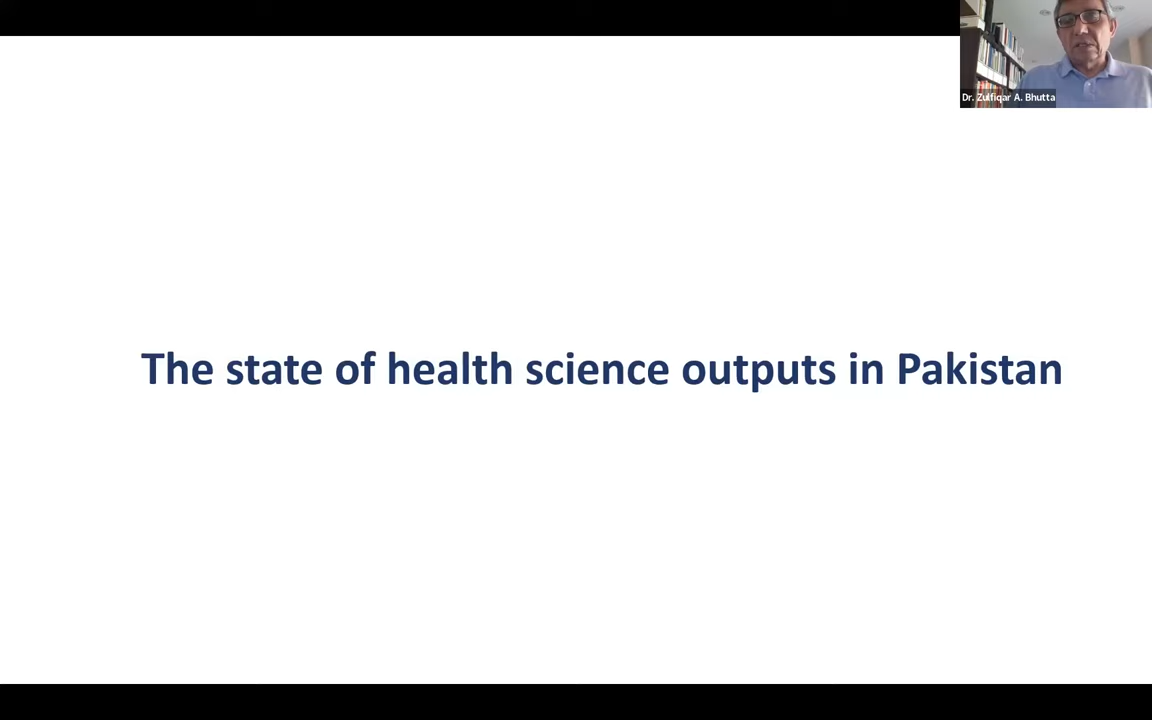 Dr. Zulfiqar A. Bhutta
The state of health science outputs in Pakistan